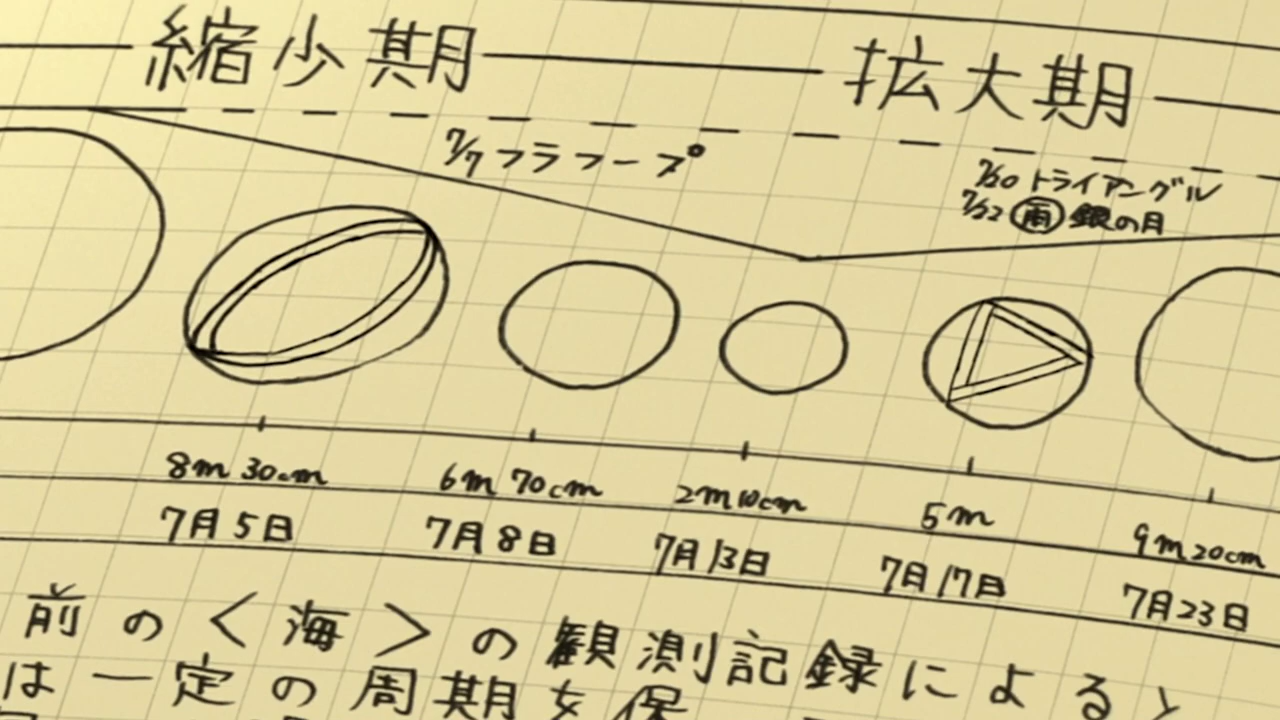 縮少期 拡大期
7/7 フラフープ
7/20 トライアングル
7/22 雨 銀の月
8m 30cm 6m 70cm 2m10cm 5m 9m20cm
7月5日 7月8日 7月13日 7月17日 7月23日
前の〈海〉の観測記録によると
は一定の周期を保